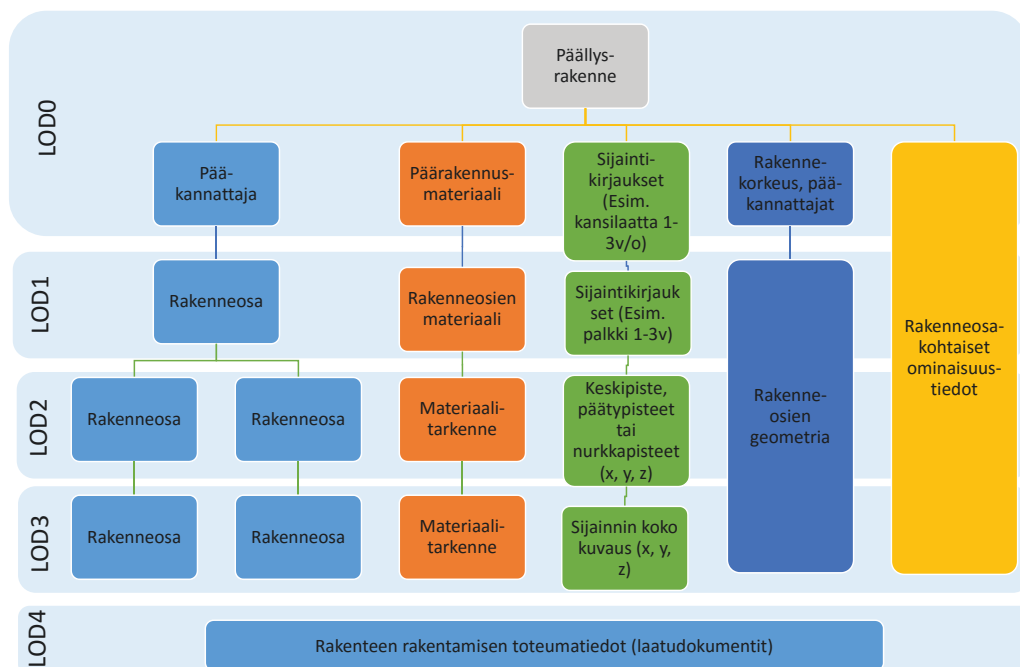 Päällys-
rakenne
LOD0
Pää-
kannattaja
Päärakennus-
materiaali
Sijainti-
kirjaukset
(Esim.
kansilaatta 1-
3v/o)
Rakenne-
korkeus, pää-
kannattajat
LOD1
Rakenneosa
Rakenneosien
materiaali
Sijaintikirjauk
set (Esim.
palkki 1-3v)
Rakenne-
osien
geometria
Rakenneosa-
kohtaiset
ominaisuus-
tiedot
LOD2
Rakenneosa
Rakenneosa
Materiaali-
tarkenne
Keskipiste,
päätypisteet
tai
nurkkapisteet
(x, y, z)
LOD3
Rakenneosa
Rakenneosa
Materiaali-
tarkenne
Sijainnin koko
kuvaus (x, y,
z)
LOD4
Rakenteen rakentamisen toteumatiedot (laatudokumentit)